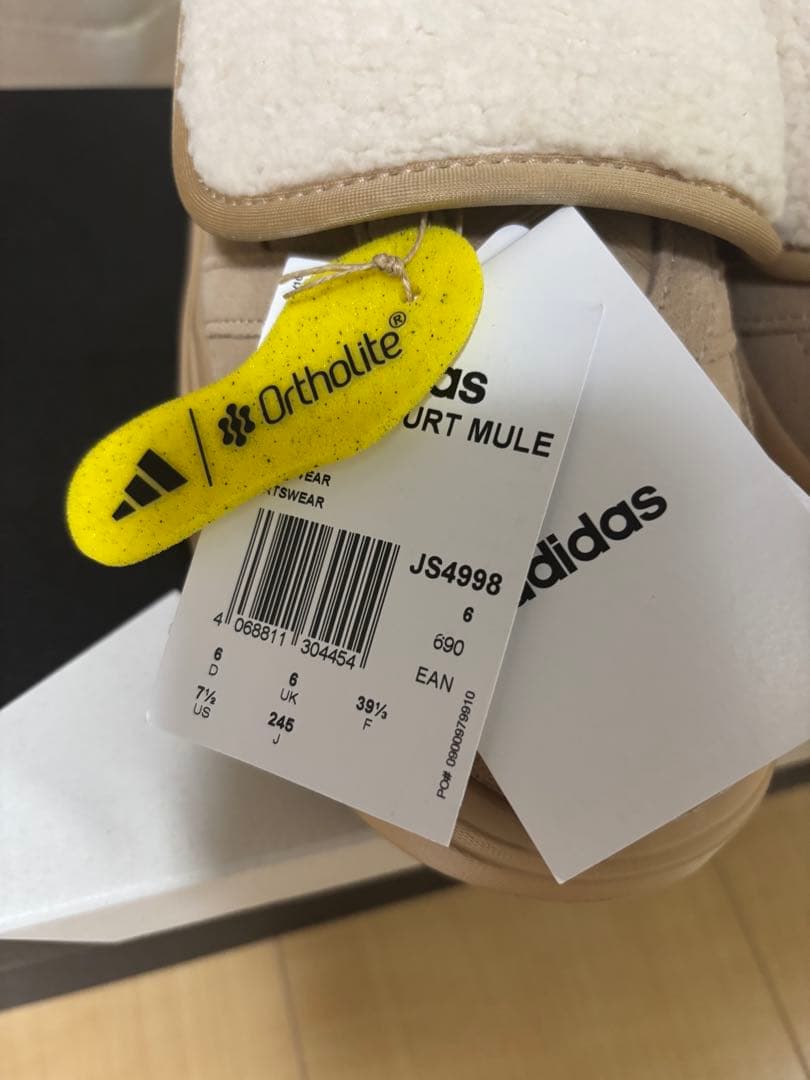 Ortholite®
das
URT MULE
EAR
TSWEAR
adidas
JS4998
6
690
EAN
4 068811 304454
6
D
6
UK
39⅓
F
7½
US
245
J
PO# 0900979910